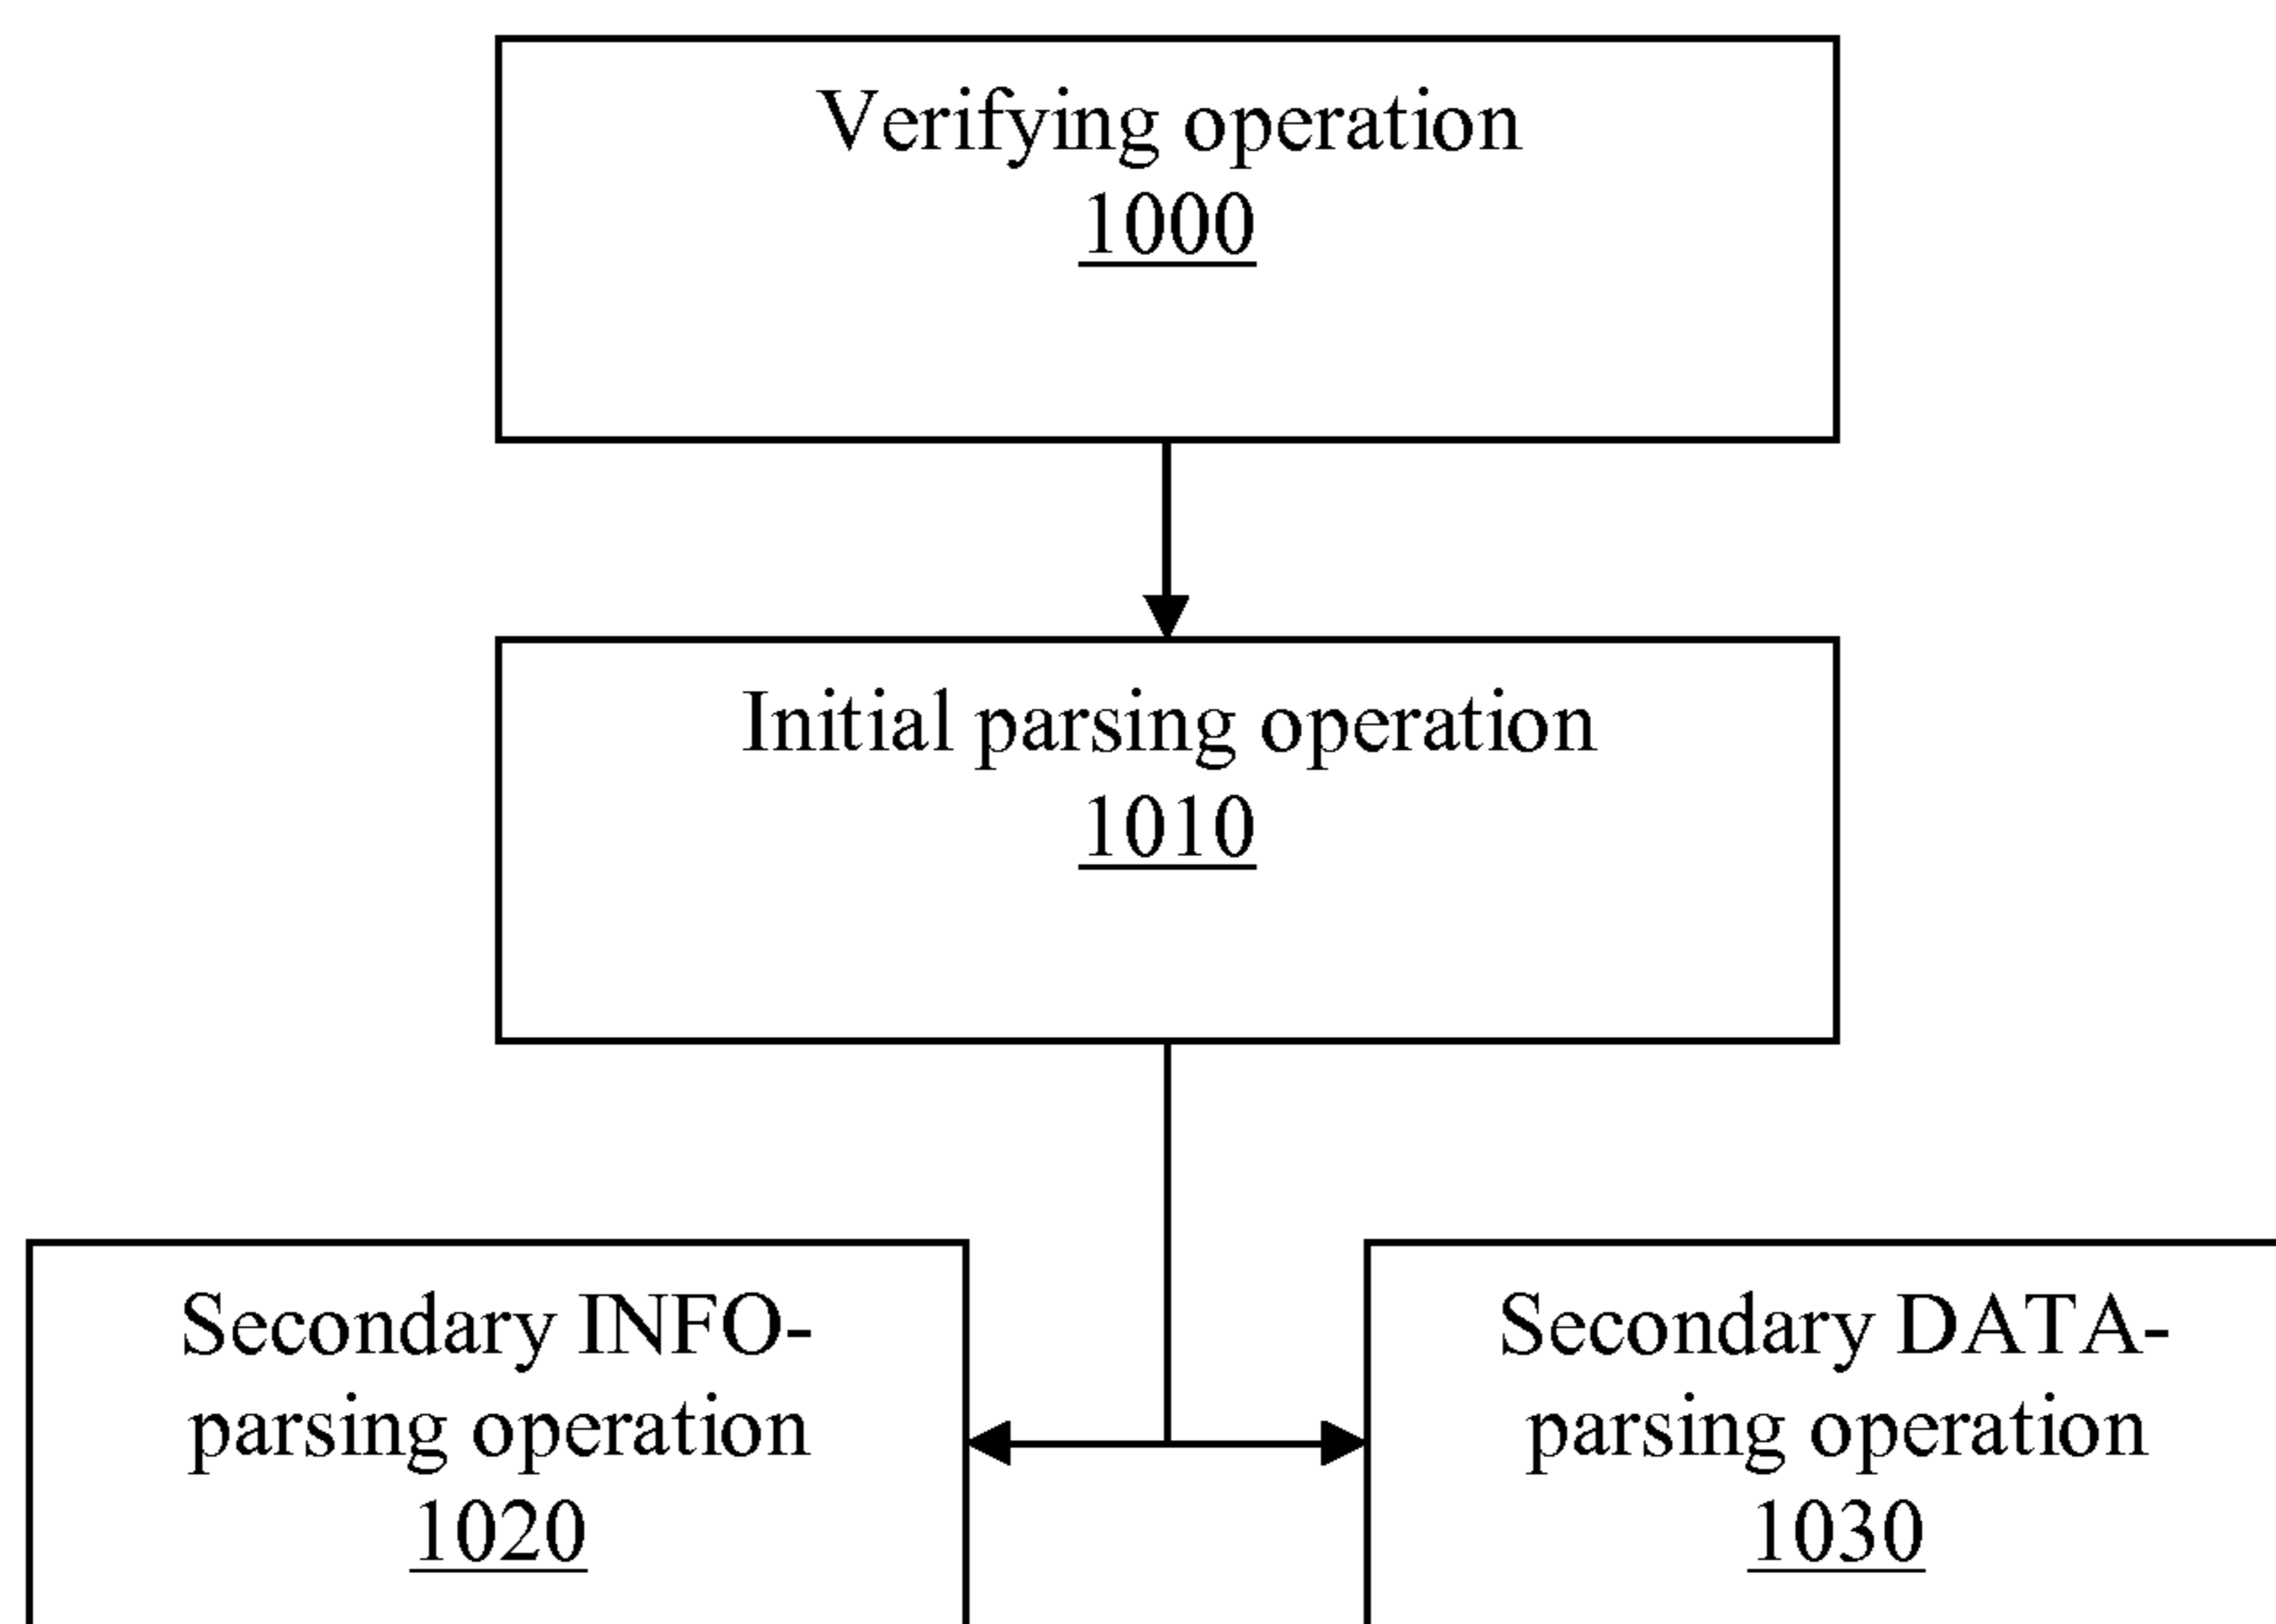 Verifying operation
1000
Initial parsing operation
1010
Secondary INFO-
parsing operation
1020
Secondary DATA-
parsing operation
1030